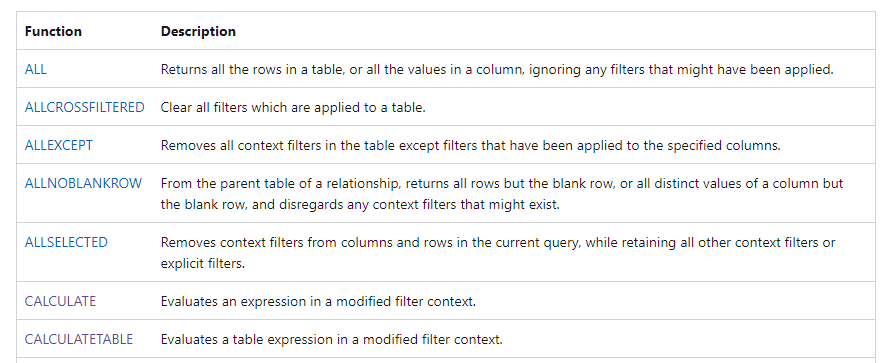 Function Description
ALL Returns all the rows in a table, or all the values in a column, ignoring any filters that might have been applied.
ALLCROSSFILTERED Clear all filters which are applied to a table.
ALLEXCEPT Removes all context filters in the table except filters that have been applied to the specified columns.
ALLNOBLANKROW From the parent table of a relationship, returns all rows but the blank row, or all distinct values of a column but
the blank row, and disregards any context filters that might exist.
ALLSELECTED Removes context filters from columns and rows in the current query, while retaining all other context filters or
explicit filters.
CALCULATE Evaluates an expression in a modified filter context.
CALCULATETABLE Evaluates a table expression in a modified filter context.